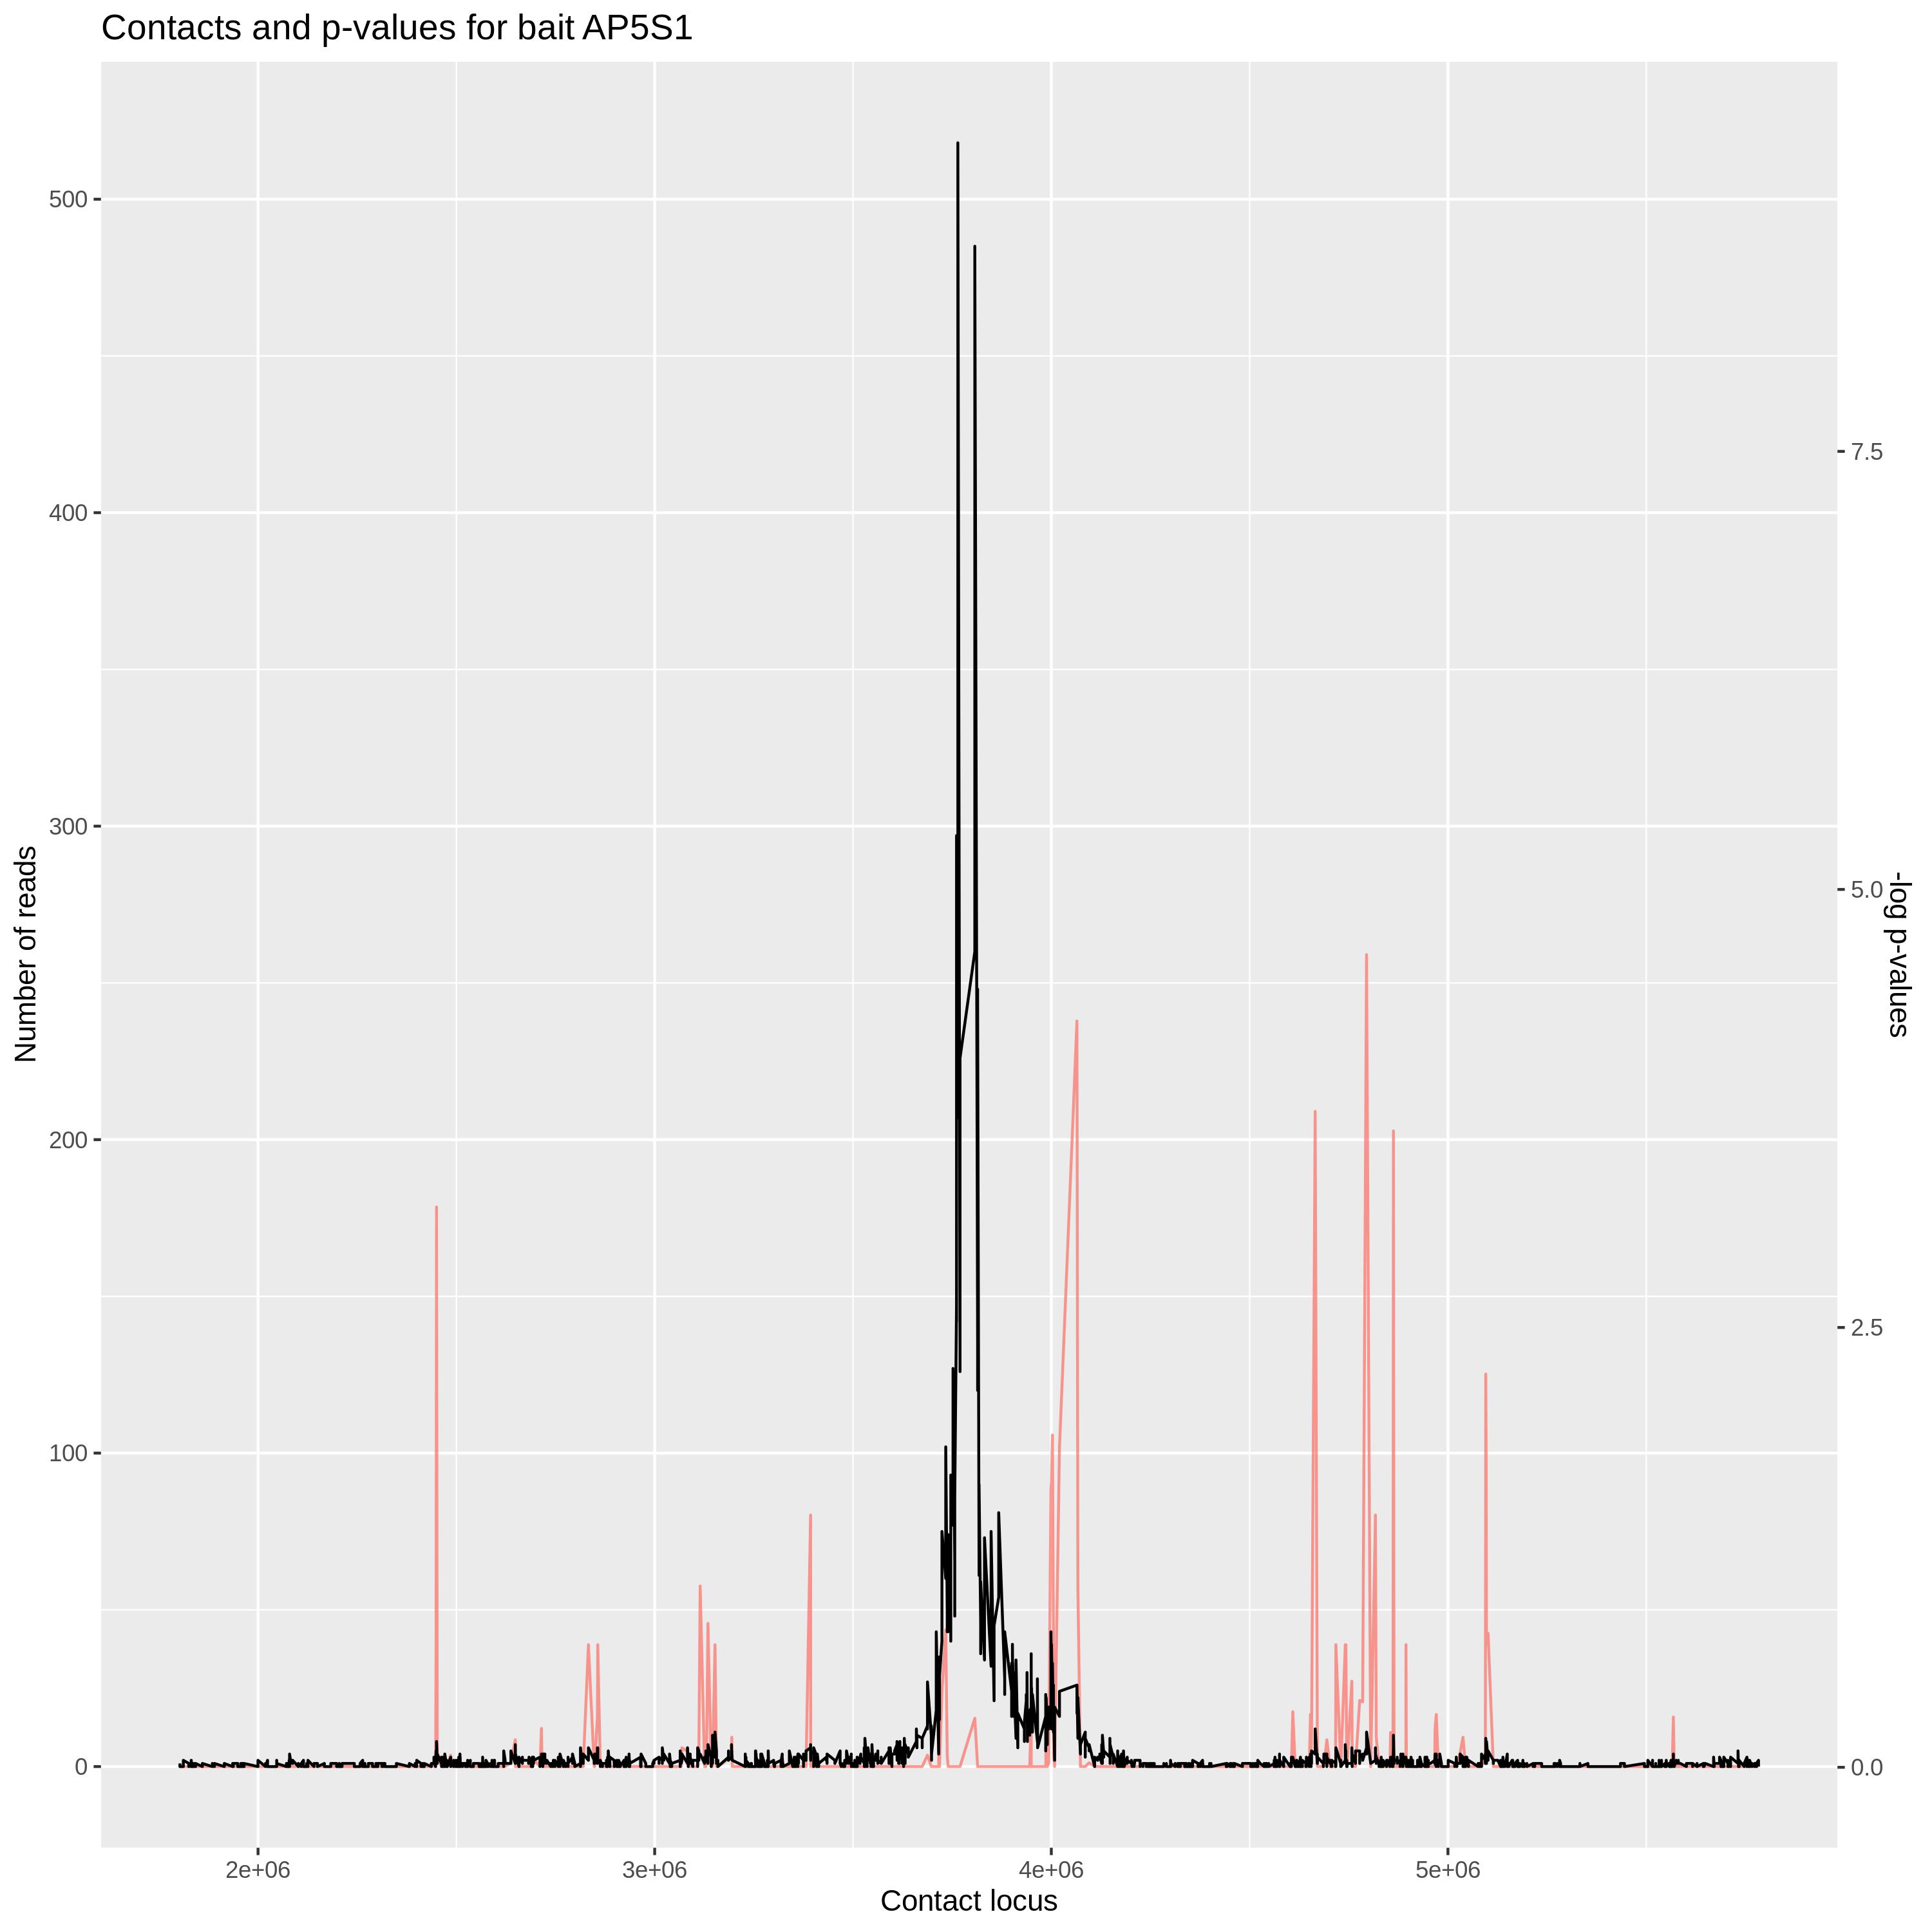 Contacts and p-values for bait AP5S1
500
400
300
200
100
0
Number of reads
7.5
5.0
2.5
0.0
-log p-values
2e+06 3e+06 4e+06 5e+06
Contact locus